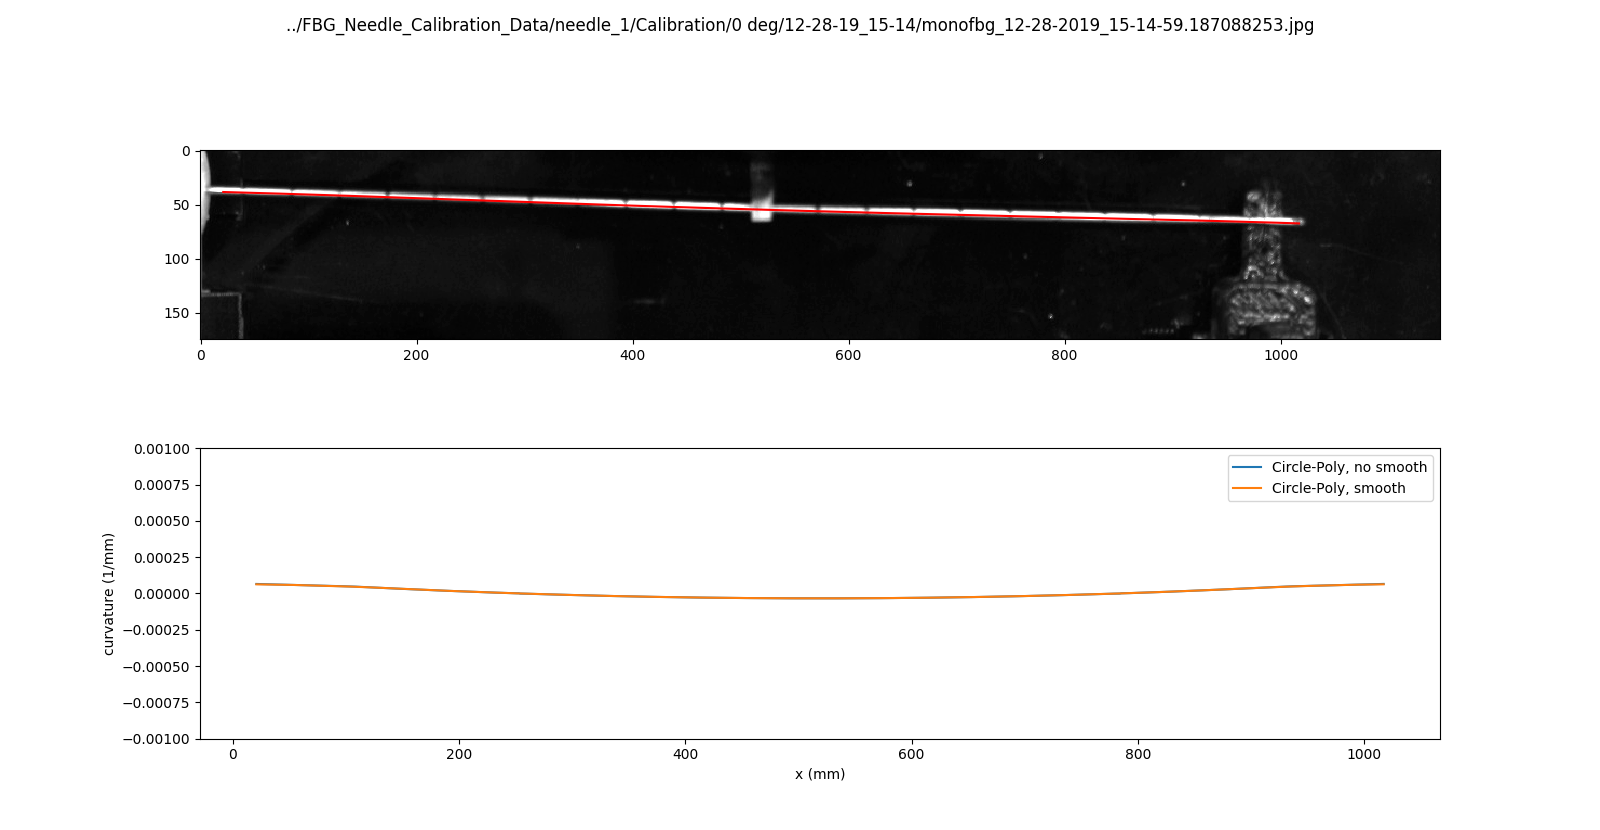 ../FBG_Needle_Calibration_Data/needle_1/Calibration/0 deg/12-28-19_15-14/monofbg_12-28-2019_15-14-59.187088253.jpg
0
50
100
150
0 200 400 600 800 1000
0.00100
0.00075
0.00050
0.00025
0.00000
−0.00025
−0.00050
−0.00075
−0.00100
curvature (1/mm)
Circle-Poly, no smooth
Circle-Poly, smooth
0 200 400 600 800 1000
x (mm)